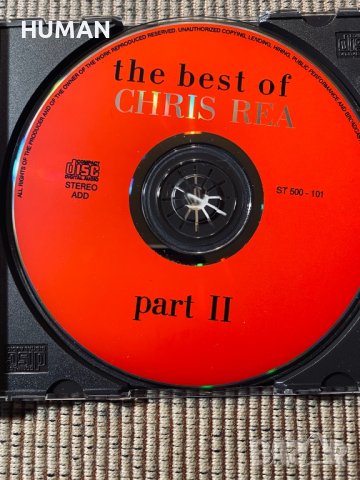 HUMAN
ALL RIGHTS OF THE PRODUCER AND OF THE OWNER OF THE WORK REPRODUCED RESERVED. UNAUTHORIZED COPYING, LENDING, HIRING, PUBLIC PERFORMANCE AND
the best of
CHRIS REA
COMPACT
disc
DIGITAL AUDIO
STEREO
ADD
ST 500 - 101
part II